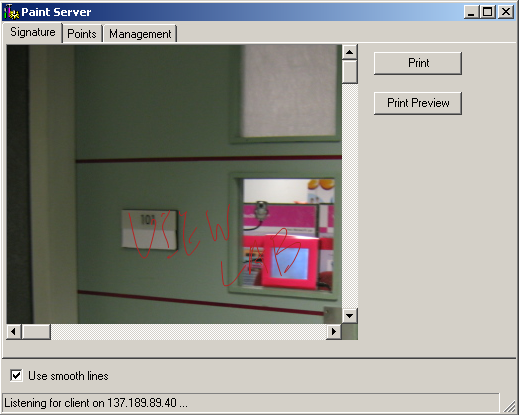 Paint Server
Signature Points Management
Print
Print Preview
101
USEW
LAB
Use smooth lines
Listening for client on 137.189.89.40 ...